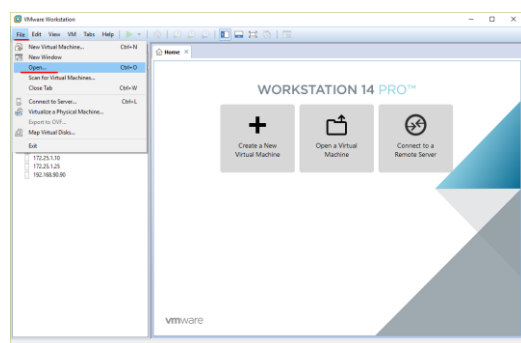 VMware Workstation
File Edit View VM Tabs Help
New Virtual Machine... Ctrl+N
New Window
Open... Ctrl+O
Scan for Virtual Machines...
Close Tab Ctrl+W
Connect to Server... Ctrl+L
Virtualize a Physical Machine...
Export to OVF...
Map Virtual Disks...
Exit
172.25.1.10
172.25.1.25
192.168.90.90
Home
WORKSTATION 14 PRO™
Create a New
Virtual Machine
Open a Virtual
Machine
Connect to a
Remote Server
vmware